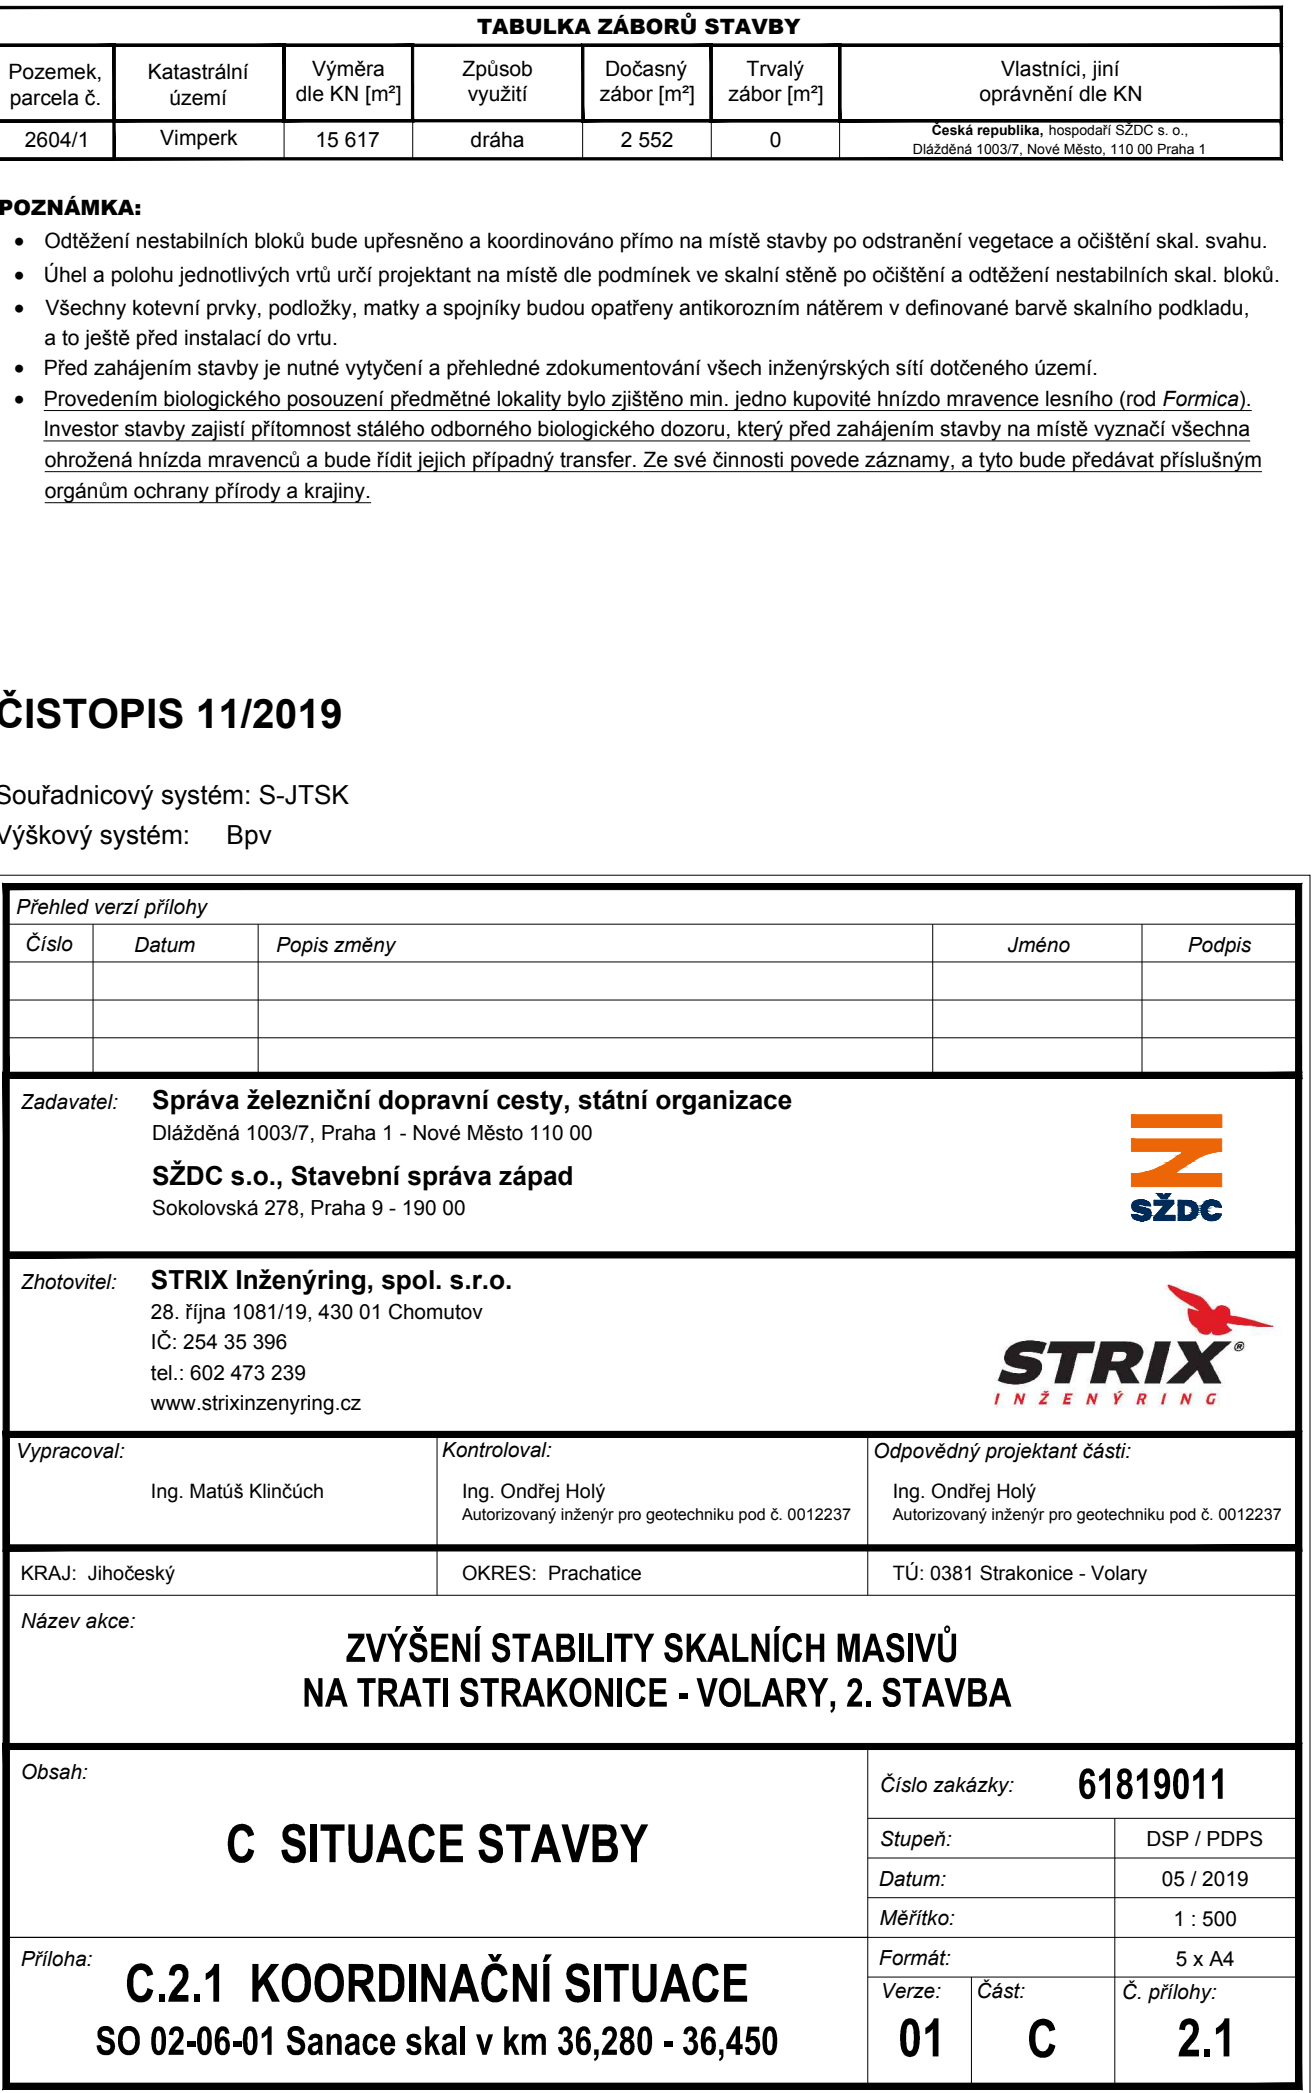 TABULKA ZÁBORŮ STAVBY
Pozemek, parcela č. Katastrální území Výměra dle KN [m²] Způsob využití Dočasný zábor [m²] Trvalý zábor [m²] Vlastníci, jiní oprávnění dle KN
2604/1 Vimperk 15 617 dráha 2 552 0 Česká republika, hospodaří SŽDC s. o., Dlážděná 1003/7, Nové Město, 110 00 Praha 1
POZNÁMKA:
• Odtěžení nestabilních bloků bude upřesněno a koordinováno přímo na místě stavby po odstranění vegetace a očištění skal. svahu.
• Úhel a polohu jednotlivých vrtů určí projektant na místě dle podmínek ve skalní stěně po očištění a odtěžení nestabilních skal. bloků.
• Všechny kotevní prvky, podložky, matky a spojníky budou opatřeny antikorozním nátěrem v definované barvě skalního podkladu,
a to ještě před instalací do vrtu.
• Před zahájením stavby je nutné vytyčení a přehledné zdokumentování všech inženýrských sítí dotčeného území.
• Provedením biologického posouzení předmětné lokality bylo zjištěno min. jedno kupovité hnízdo mravence lesního (rod Formica).
Investor stavby zajistí přítomnost stálého odborného biologického dozoru, který před zahájením stavby na místě vyznačí všechna
ohrožená hnízda mravenců a bude řídit jejich případný transfer. Ze své činnosti povede záznamy, a tyto bude předávat příslušným
orgánům ochrany přírody a krajiny.
ČISTOPIS 11/2019
Souřadnicový systém: S-JTSK
Výškový systém: Bpv
Přehled verzí přílohy
Číslo Datum Popis změny Jméno Podpis
Zadavatel: Správa železniční dopravní cesty, státní organizace
Dlážděná 1003/7, Praha 1 - Nové Město 110 00
SŽDC s.o., Stavební správa západ
Sokolovská 278, Praha 9 - 190 00
SŽDC
Zhotovitel: STRIX Inženýring, spol. s.r.o.
28. října 1081/19, 430 01 Chomutov
IČ: 254 35 396
tel.: 602 473 239
www.strixinzenyring.cz
STRIX®
INŽENÝRING
Vypracoval: Kontroloval: Odpovědný projektant části:
Ing. Matúš Klinčúch Ing. Ondřej Holý Ing. Ondřej Holý
Autorizovaný inženýr pro geotechniku pod č. 0012237 Autorizovaný inženýr pro geotechniku pod č. 0012237
KRAJ: Jihočeský OKRES: Prachatice TÚ: 0381 Strakonice - Volary
Název akce:
ZVÝŠENÍ STABILITY SKALNÍCH MASIVŮ
NA TRATI STRAKONICE - VOLARY, 2. STAVBA
Obsah:
C SITUACE STAVBY
Číslo zakázky: 61819011
Stupeň: DSP / PDPS
Datum: 05 / 2019
Měřítko: 1 : 500
Formát: 5 x A4
Příloha: C.2.1 KOORDINAČNÍ SITUACE
SO 02-06-01 Sanace skal v km 36,280 - 36,450
Verze: Část: Č. přílohy:
01 C 2.1